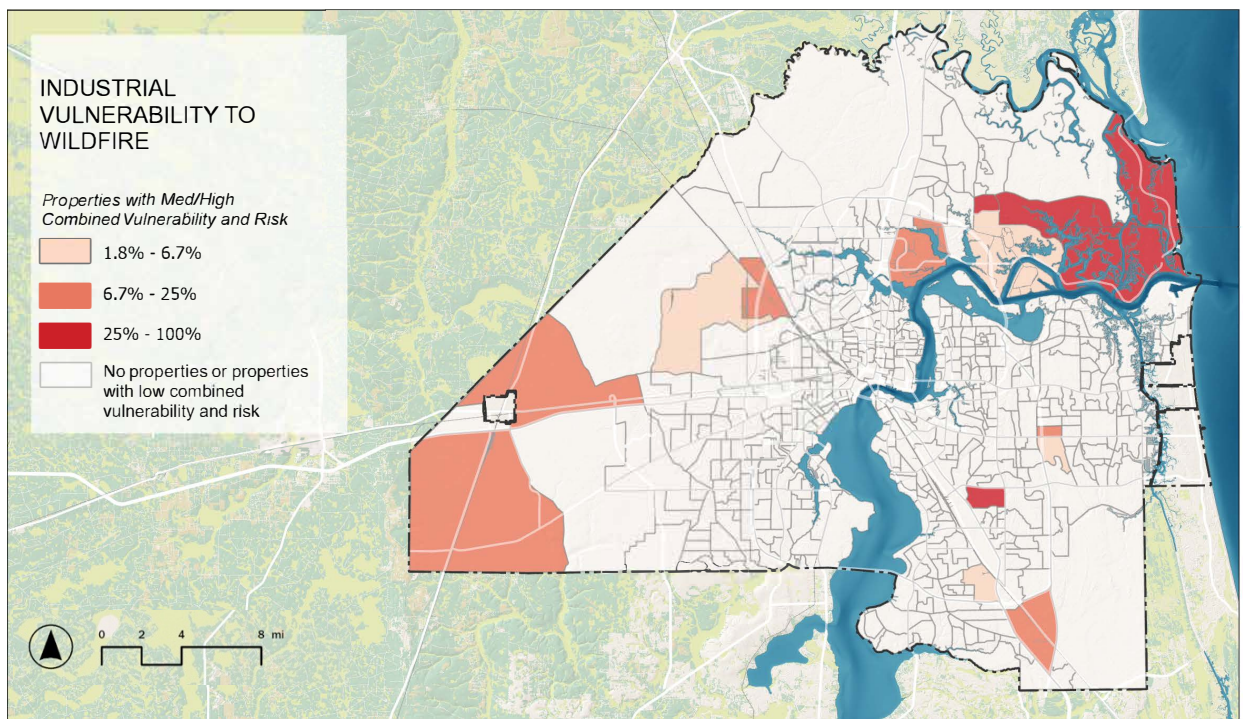 INDUSTRIAL
VULNERABILITY TO
WILDFIRE
Properties with Med/High
Combined Vulnerability and Risk
1.8% - 6.7%
6.7% - 25%
25% - 100%
No properties or properties
with low combined
vulnerability and risk
0 2 4 8 mi